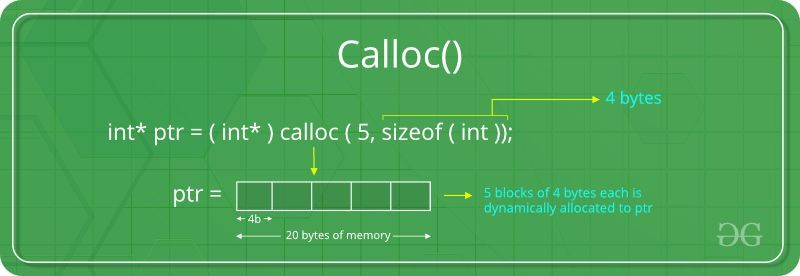 Calloc()
4 bytes
int* ptr = ( int* ) calloc ( 5, sizeof ( int ));
ptr =
5 blocks of 4 bytes each is
dynamically allocated to ptr
4b
20 bytes of memory
GG